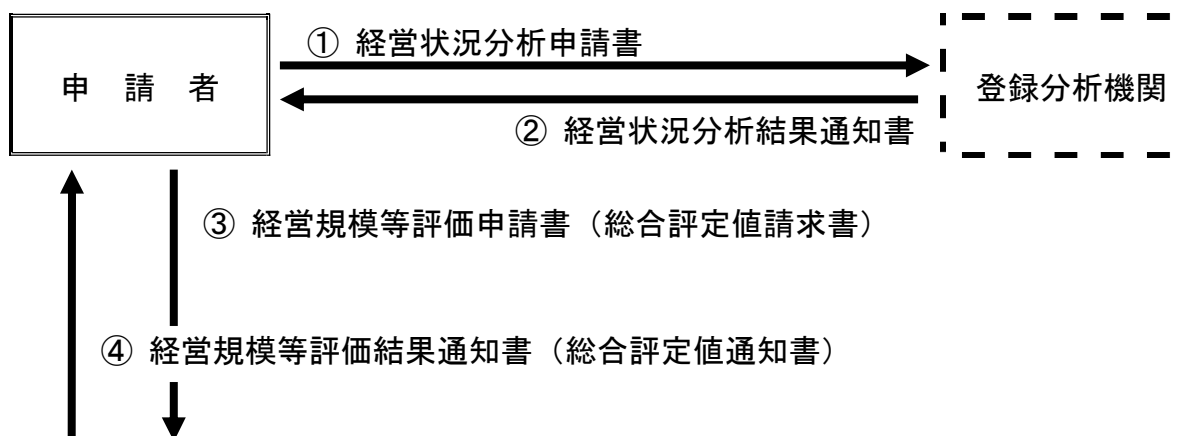 ① 経営状況分析申請書
申 請 者
登録分析機関
② 経営状況分析結果通知書
③ 経営規模等評価申請書（総合評定値請求書）
④ 経営規模等評価結果通知書（総合評定値通知書）